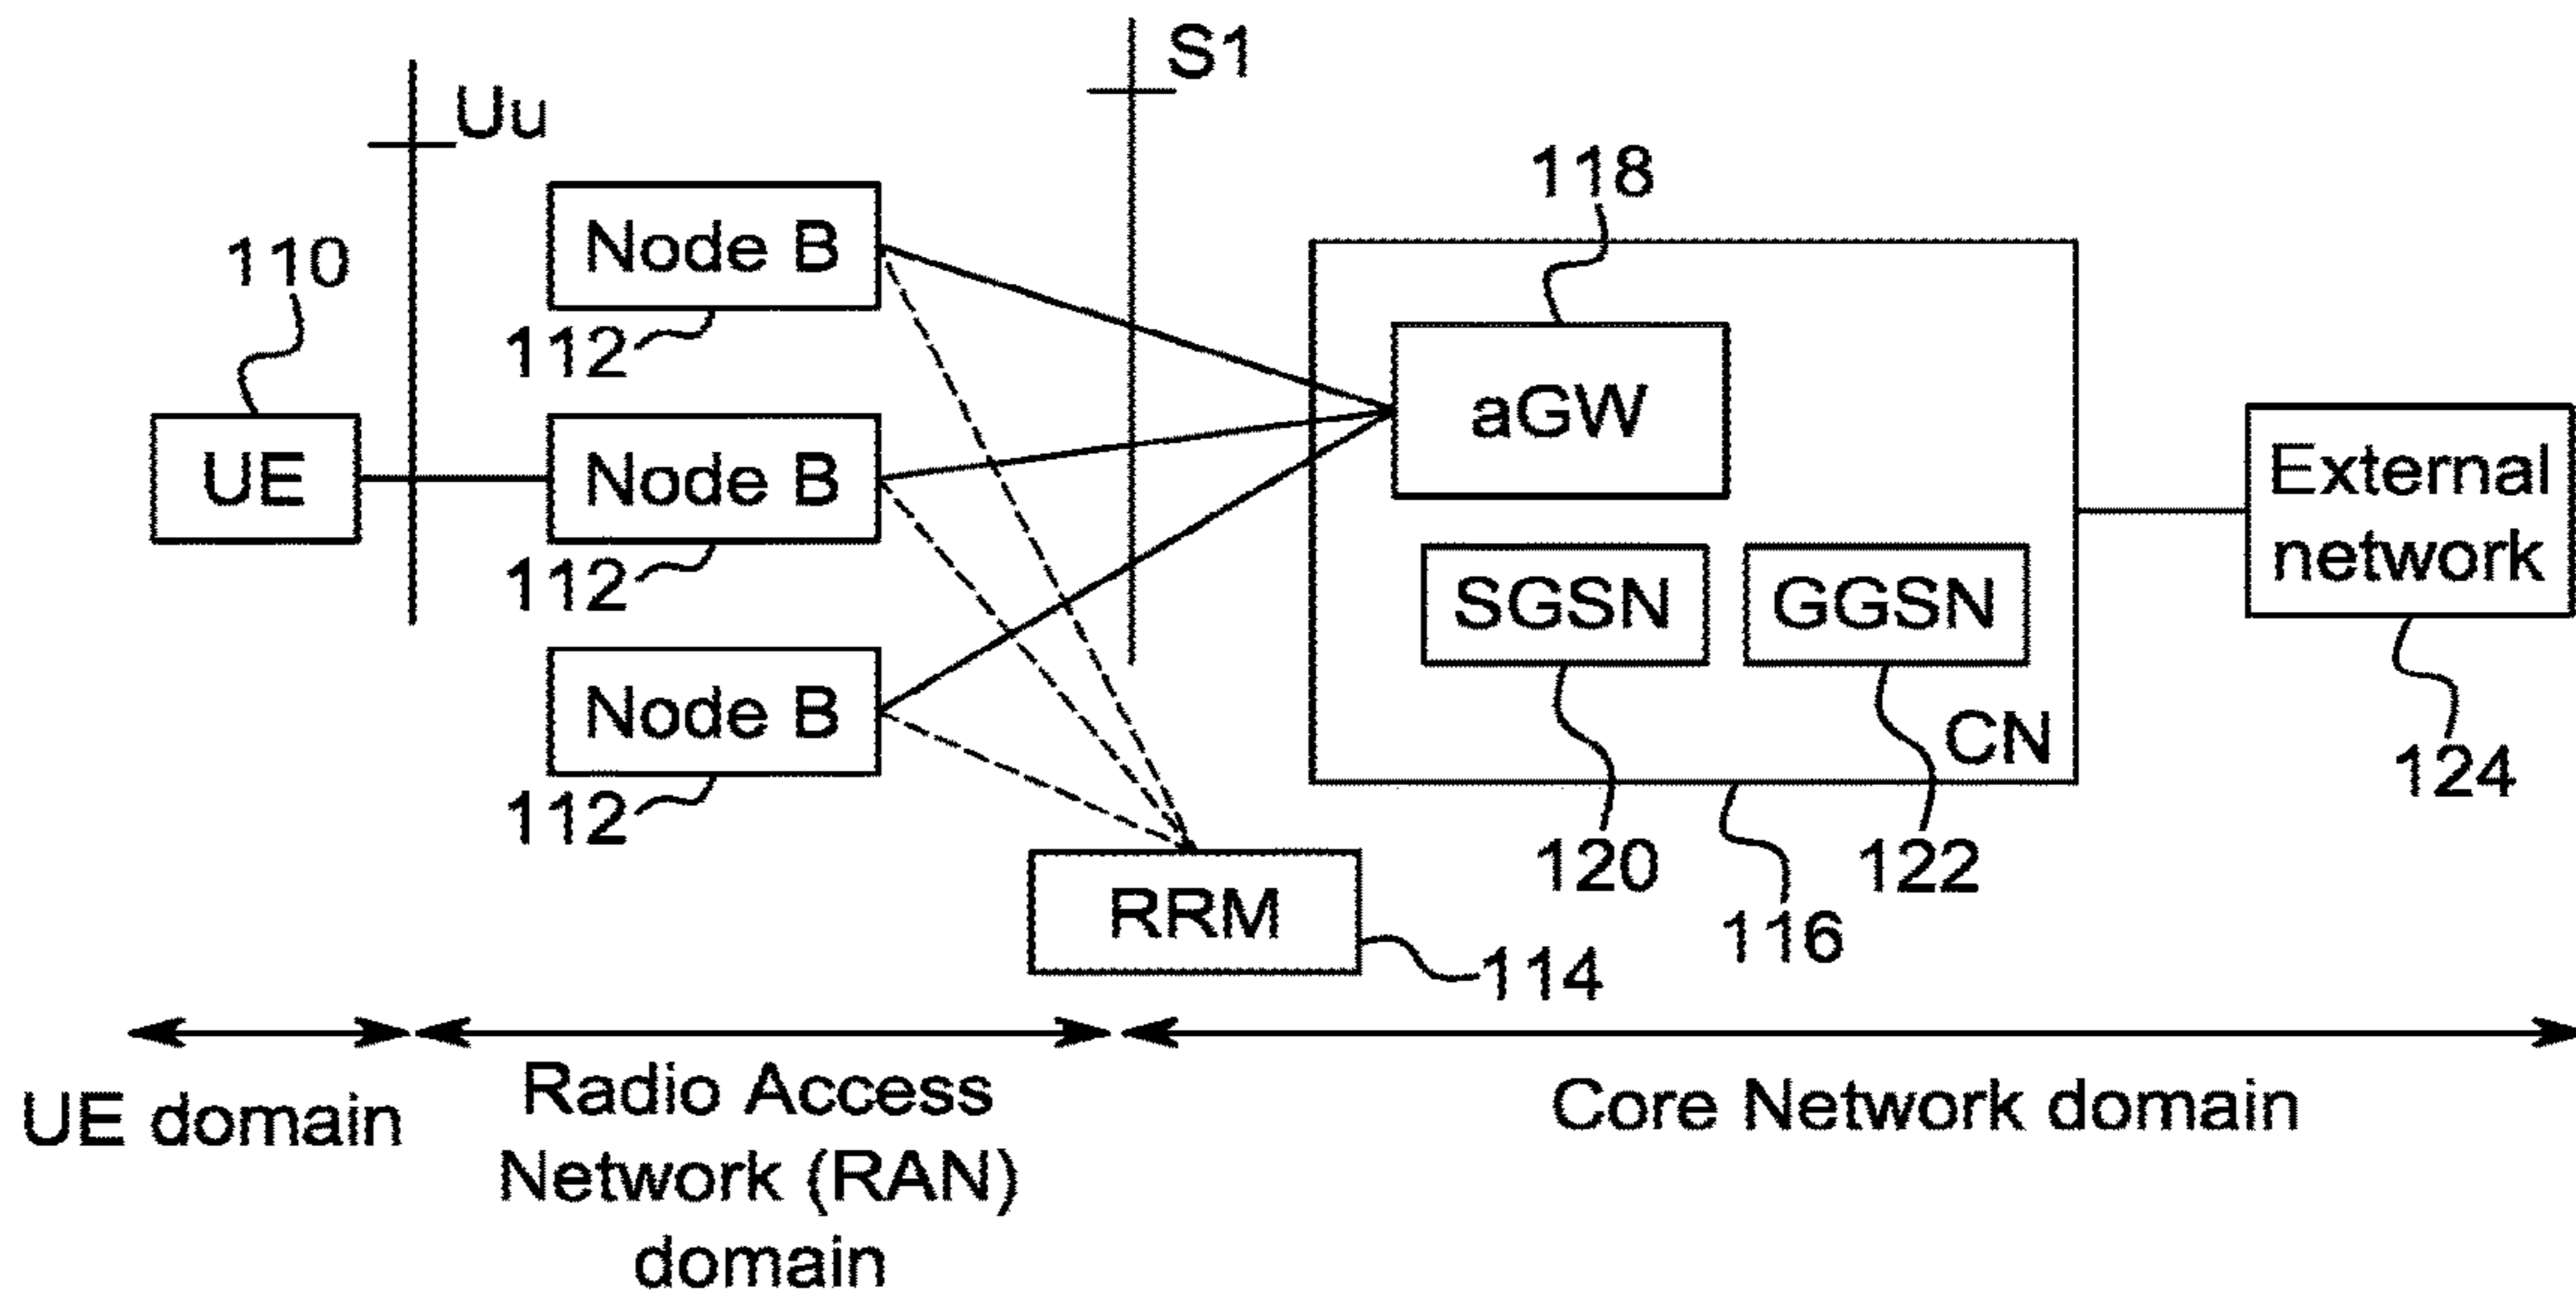 S1
Uu
118
Node B
110
112
aGW
UE
Node B
External
network
112
SGSN
GGSN
Node B
CN
124
112
120
122
RRM
116
114
UE domain
Radio Access
Network (RAN)
domain
Core Network domain